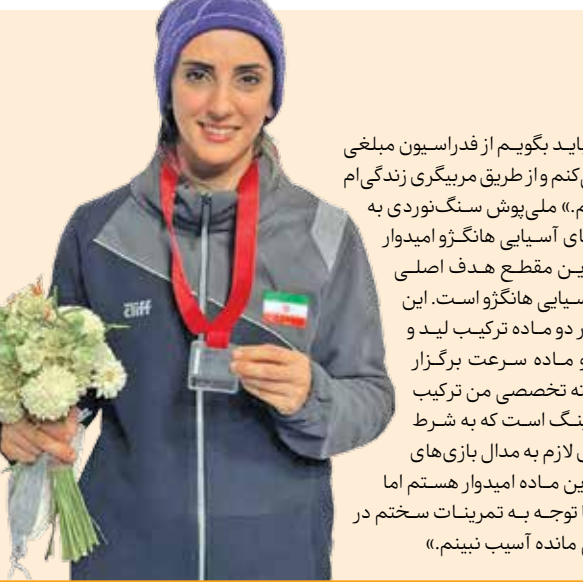 باید بگویم از فدراسیون مبلغی
کنم و از طریق مربیگری زندگی‌ام
م.» ملی‌پوش سنگ‌نوردی به
ای آسیایی هانگژو امیدوار
ین مقطع هدف اصلی
سیایی هانگژو است. این
ر دو ماده ترکیب لید و
و ماده سرعت برگزار
ته تخصصی من ترکیب
ینگ است که به شرط
لازم به مدال بازی‌های
ین ماده امیدوار هستم اما
ا توجه به تمرینات سختم در
مانده آسیب نبینم.»
cliff